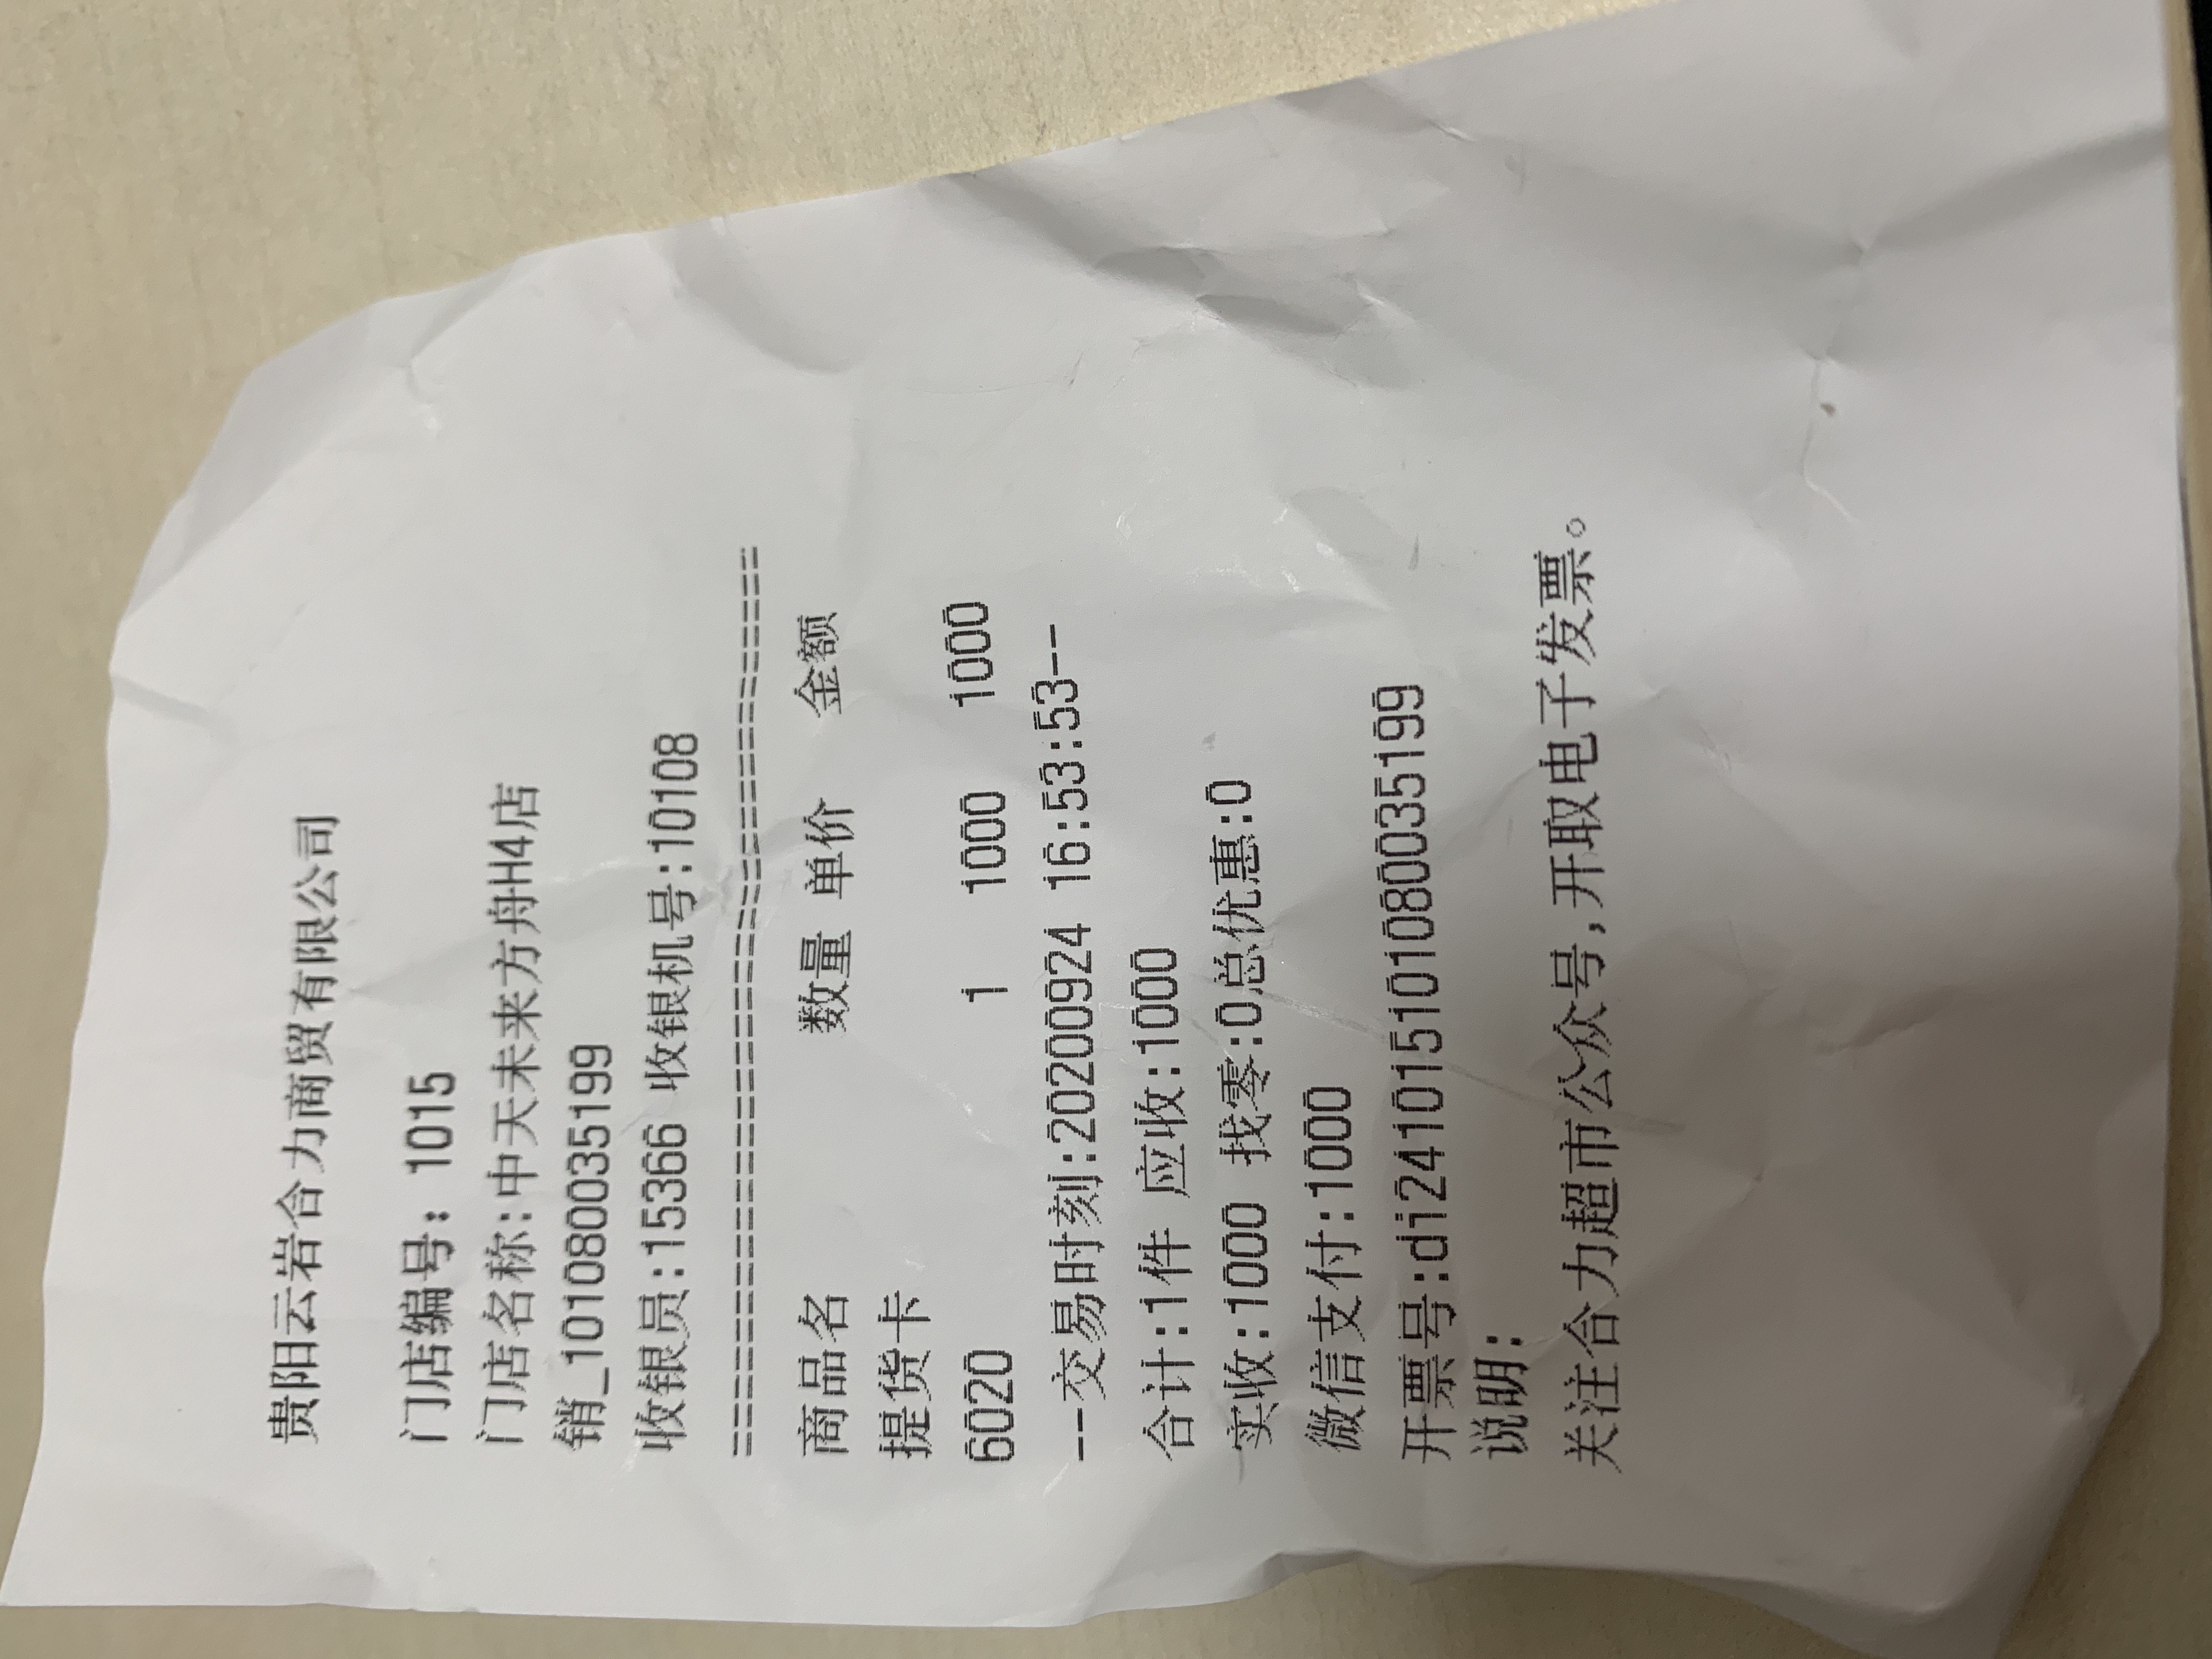 贵阳云岩合力商贸有限公司
门店编号: 1015
门店名称:中天未来方舟H4店
销_101080035199
收银员:15366 收银机号:10108
========================================
商品名 数量 单价 金额
提货卡
6020 1 1000 1000
--交易时刻:20200924 16:53:53--
合计:1件 应收:1000
实收:1000 找零:0总优惠:0
微信支付:1000
开票号:di241015101080035199
说明:
关注合力超市公众号,开取电子发票。